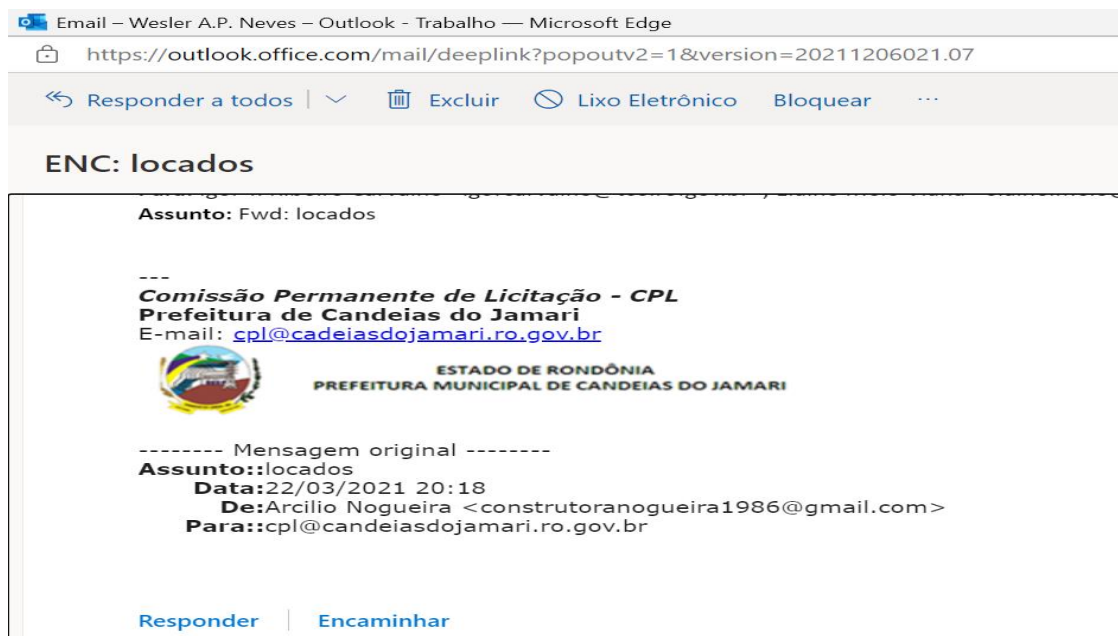 Email – Wesler A.P. Neves – Outlook - Trabalho — Microsoft Edge
https://outlook.office.com/mail/deeplink?popoutv2=1&version=20211206021.07
Responder a todos | Excluir Lixo Eletrônico Bloquear ...
ENC: locados
Assunto: Fwd: locados
---
Comissão Permanente de Licitação - CPL
Prefeitura de Candeias do Jamari
E-mail: cpl@cadeiasdojamari.ro.gov.br
ESTADO DE RONDÔNIA
PREFEITURA MUNICIPAL DE CANDEIAS DO JAMARI
-------- Mensagem original --------
Assunto::locados
Data:22/03/2021 20:18
De:Arcilio Nogueira <construtoranogueira1986@gmail.com>
Para::cpl@candeiasdojamari.ro.gov.br
Responder | Encaminhar